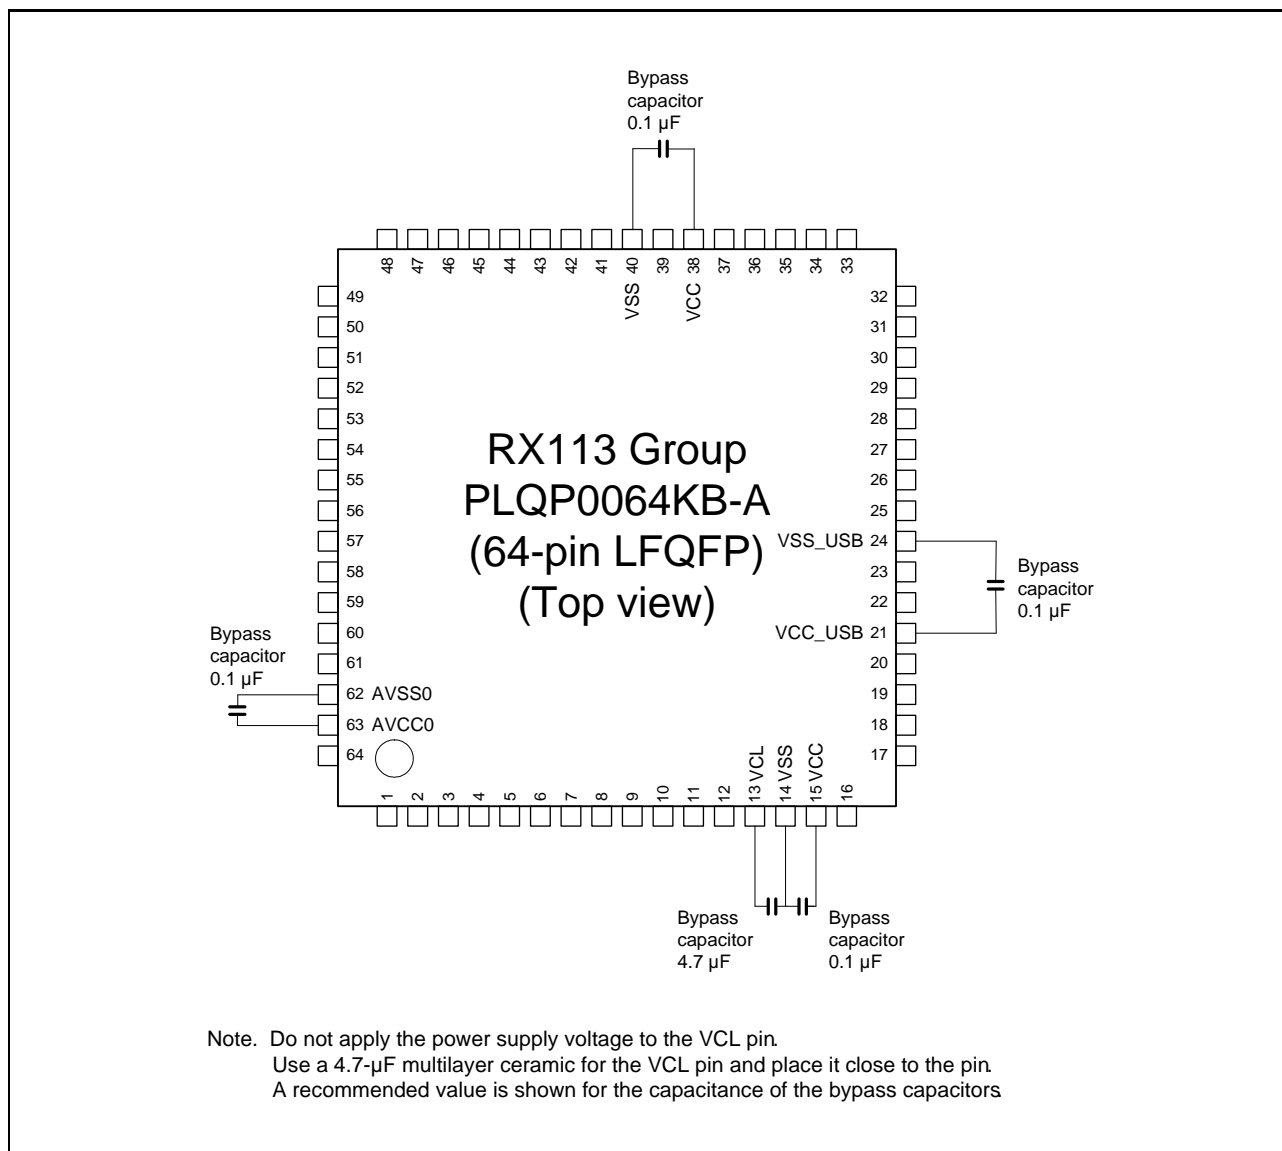 Bypass
capacitor
0.1 µF
48 47 46 45 44 43 42 41 40 39 38 37 36 35 34 33
VSS VCC
49
50
51
52
53
54
55
56
57
58
59
60
61
62 AVSS0
63 AVCC0
64
32
31
30
29
28
27
26
25
VSS_USB 24
23
22
VCC_USB 21
20
19
18
17
RX113 Group
PLQP0064KB-A
(64-pin LFQFP)
(Top view)
Bypass
capacitor
0.1 µF
Bypass
capacitor
0.1 µF
VCL VSS VCC
1 2 3 4 5 6 7 8 9 10 11 12 13 14 15 16
Bypass
capacitor
4.7 µF
Bypass
capacitor
0.1 µF
Note. Do not apply the power supply voltage to the VCL pin.
Use a 4.7-µF multilayer ceramic for the VCL pin and place it close to the pin.
A recommended value is shown for the capacitance of the bypass capacitors.